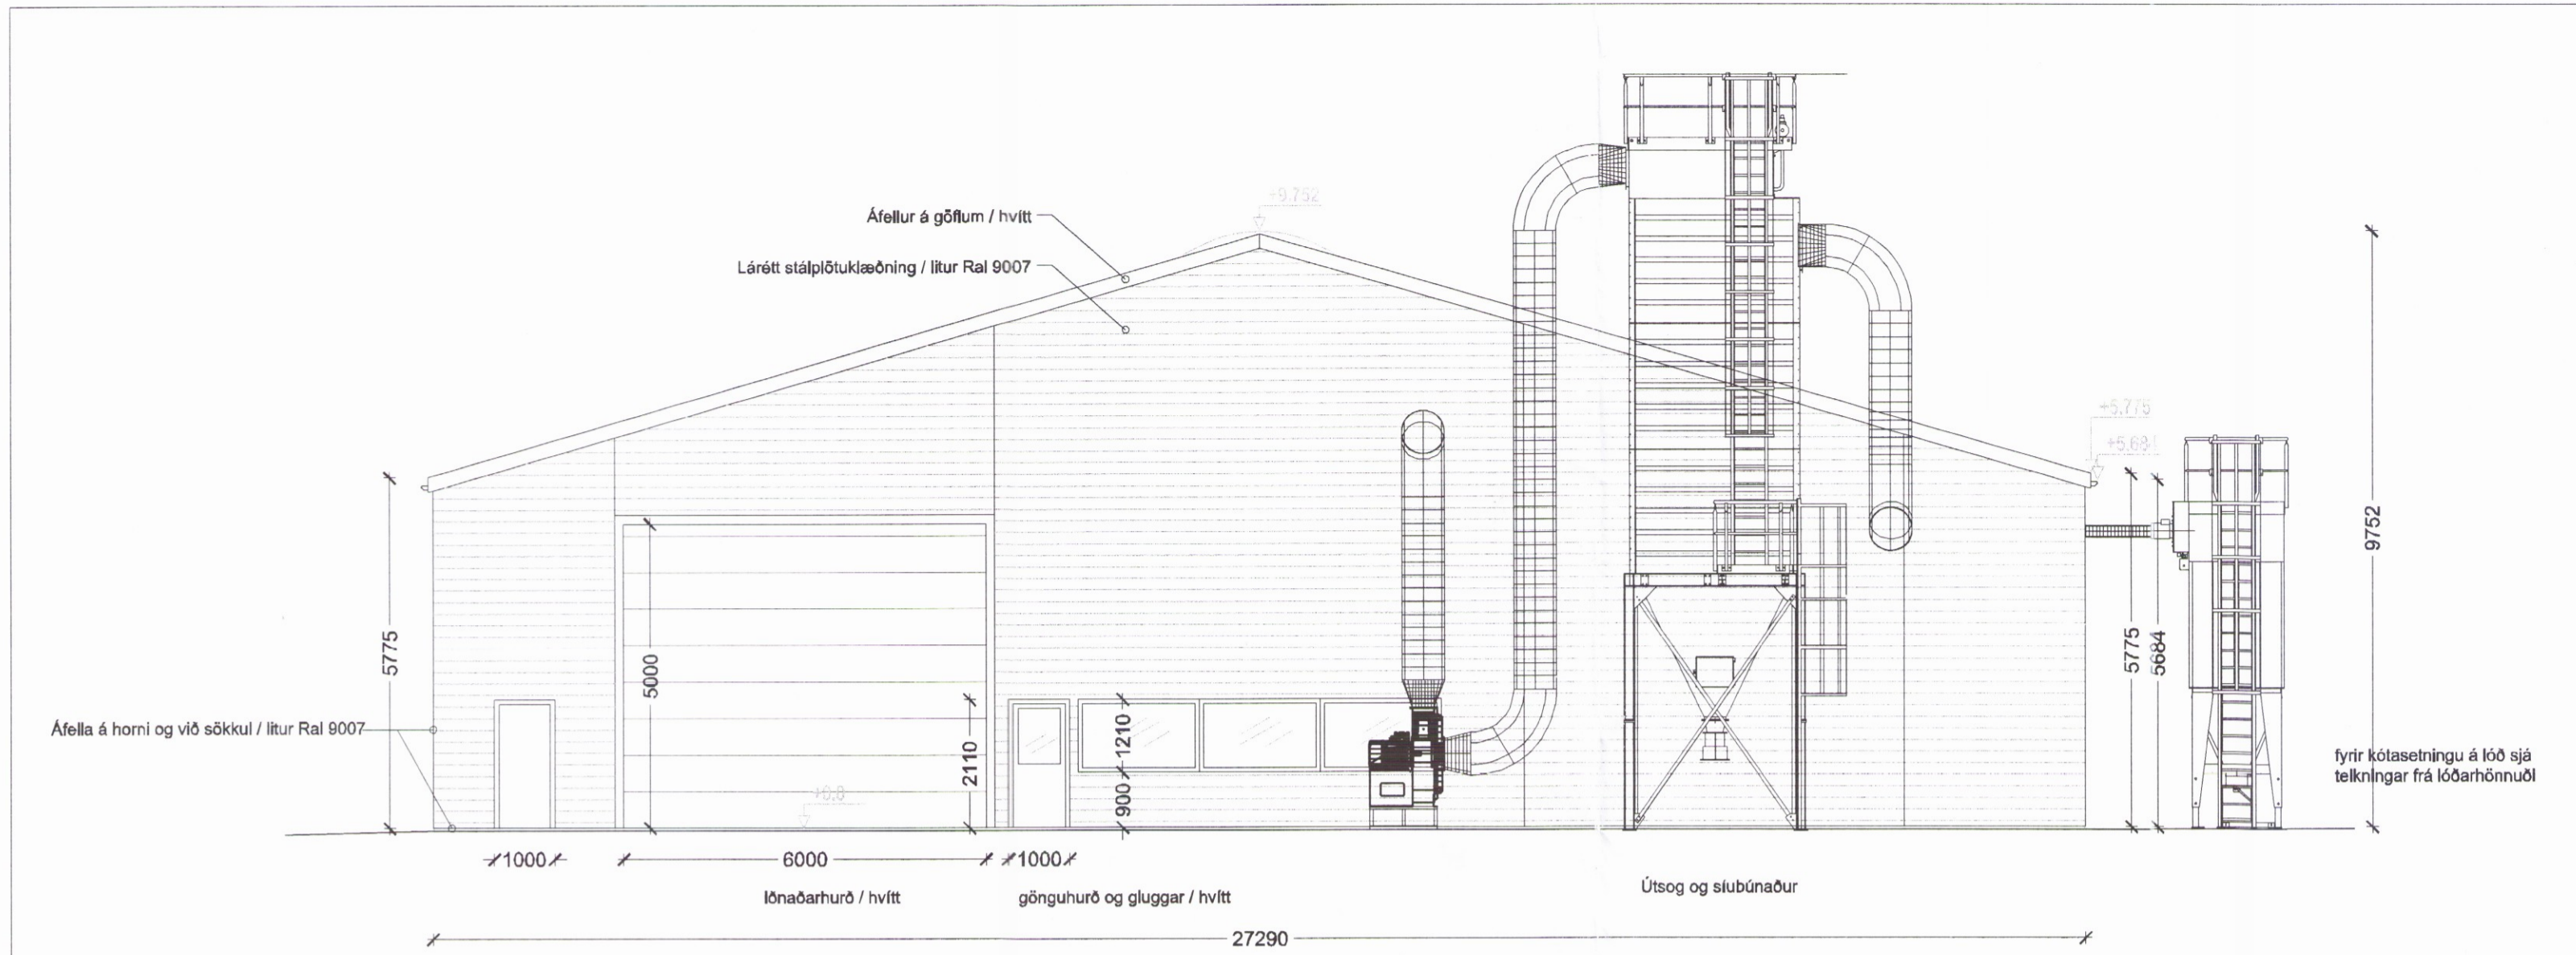 +9.752
Áfellur á göflum / hvítt
Lárétt stálplötuklæðning / litur Ral 9007
+5.775
+5.684
9752
5775
5000
5775
5684
Áfella á horni og við sökkul / litur Ral 9007
2110
1210
900
fyrir kótasetningu á lóð sjá
teikningar frá lóðarhönnuði
1000
6000
1000
Iðnaðarhurð / hvítt
gönguhurð og gluggar / hvítt
Útsog og síubúnaður
27290